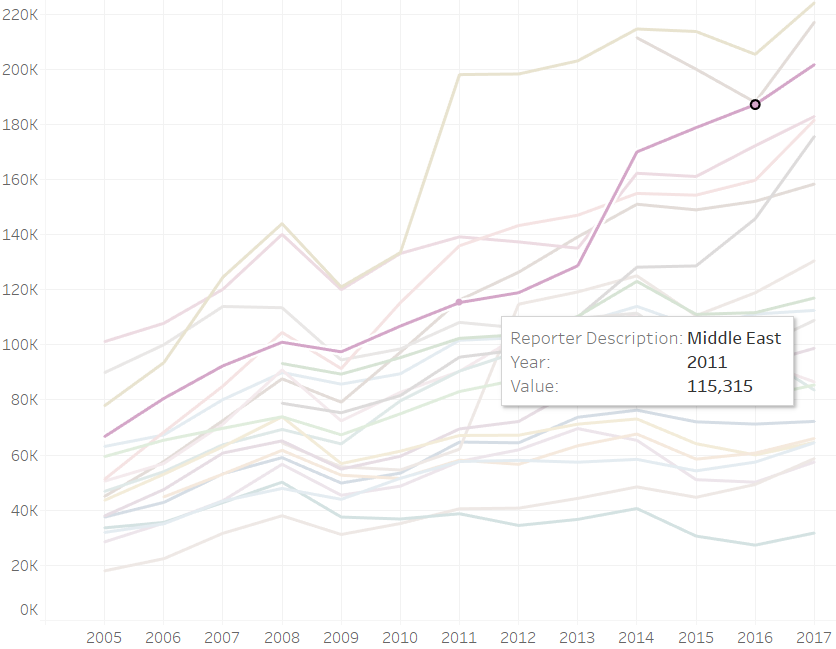 220K
200K
180K
160K
140K
120K
100K
Reporter Description: Middle East
Year: 2011
Value: 115,315
80K
60K
40K
20K
0K
2005 2006 2007 2008 2009 2010 2011 2012 2013 2014 2015 2016 2017